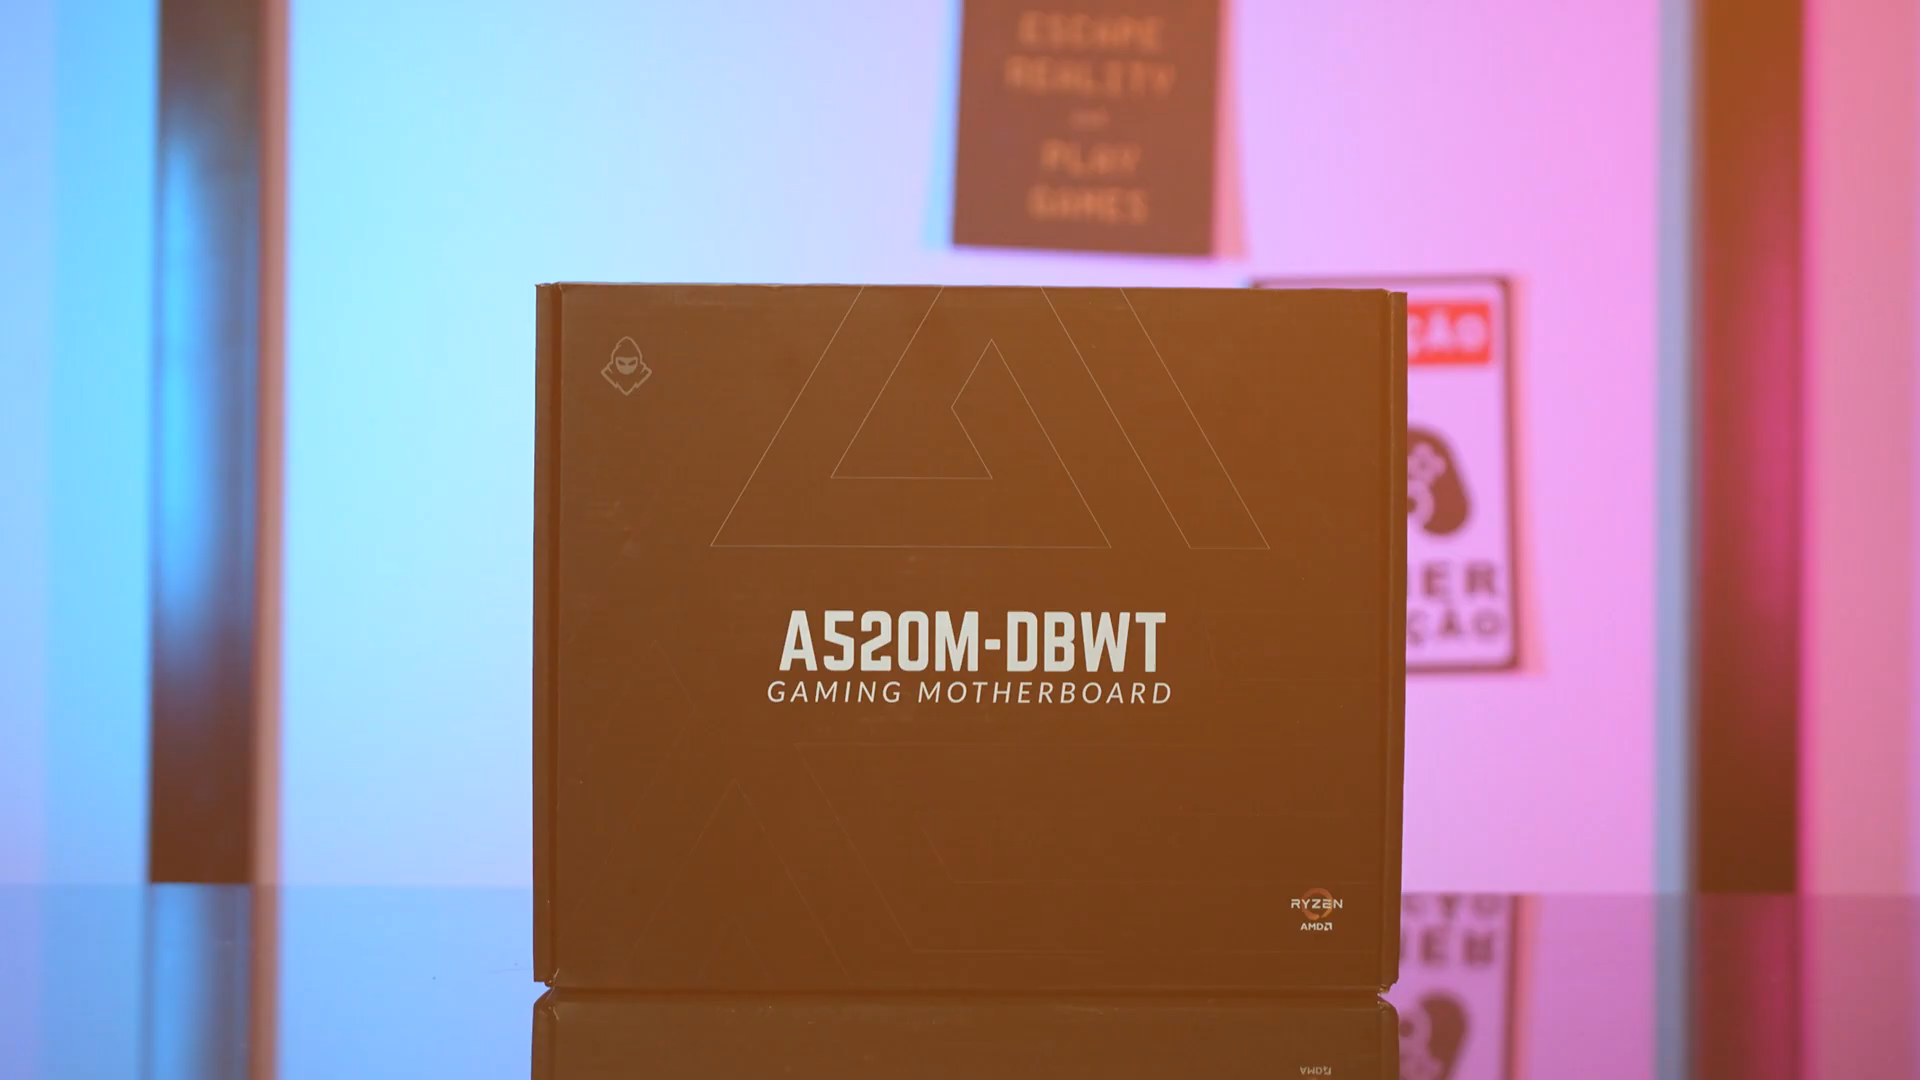 ESCAPE
REALITY
PLAY
GAMES
A520M-DBWT
GAMING MOTHERBOARD
RYZEN
AMD